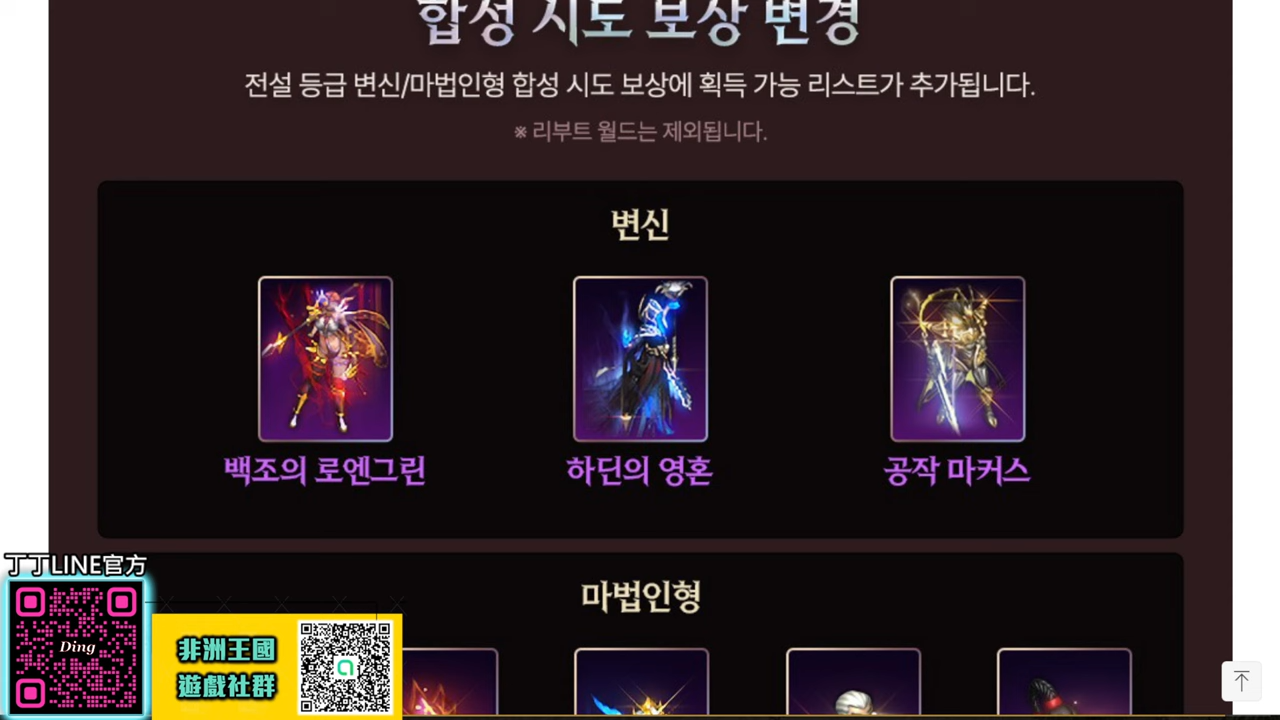 합성 시도 보상 변경
전설 등급 변신/마법인형 합성 시도 보상에 획득 가능 리스트가 추가됩니다.
※ 리부트 월드는 제외됩니다.
변신
백조의 로엔그린
하딘의 영혼
공작 마커스
마법인형
丁丁LINE官方
Ding
非洲王國
遊戲社群